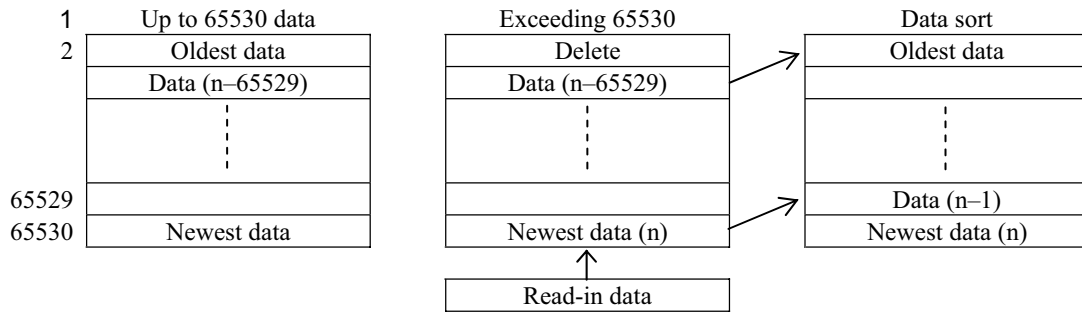 1 Up to 65530 data Exceeding 65530 Data sort
2 Oldest data Delete Oldest data
Data (n–65529) Data (n–65529)
65529 Data (n–1)
65530 Newest data Newest data (n) Newest data (n)
Read-in data